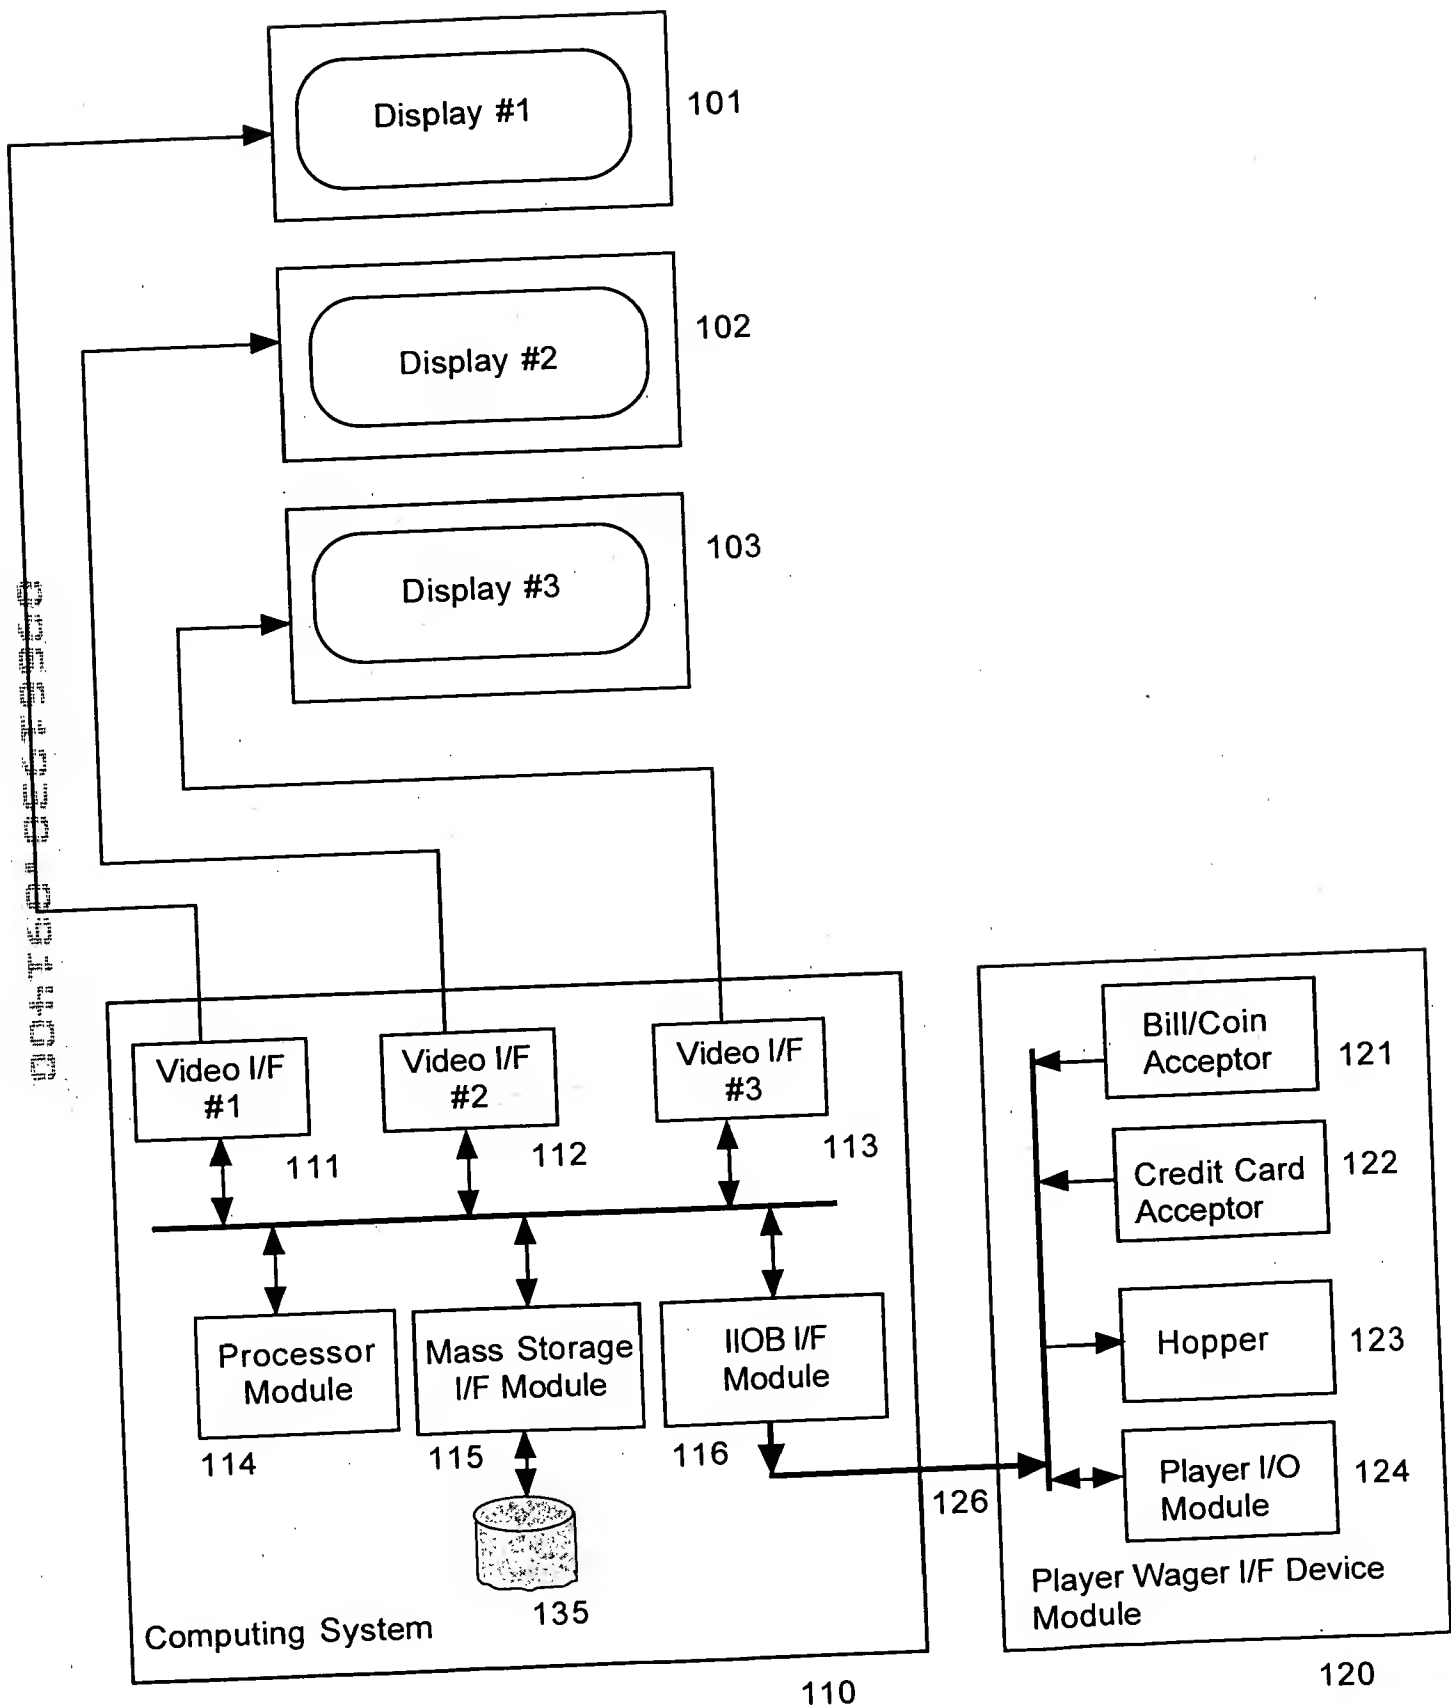 Display #1
101
Display #2
102
Display #3
103
Video I/F
#1
111
Video I/F
#2
112
Video I/F
#3
113
Processor
Module
114
Mass Storage
I/F Module
115
IIOB I/F
Module
116
135
Computing System
110
126
Bill/Coin
Acceptor
121
Credit Card
Acceptor
122
Hopper
123
Player I/O
Module
124
Player Wager I/F Device
Module
120